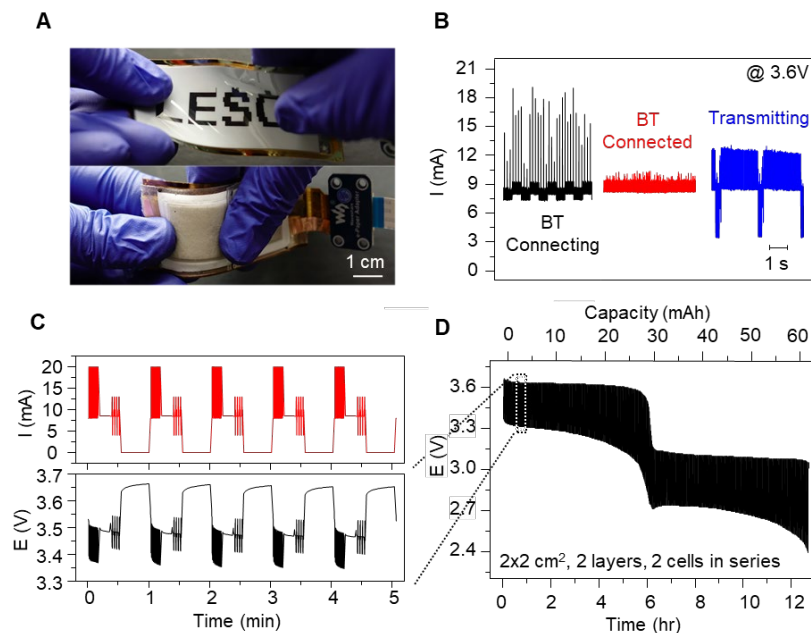 A
LESC
1 cm
B
@ 3.6V
I (mA)
21
18
15
12
9
6
3
0
BT
Connecting
BT
Connected
Transmitting
1 s
C
I (mA)
20
15
10
5
0
E (V)
3.7
3.6
3.5
3.4
3.3
0 1 2 3 4 5
Time (min)
D
Capacity (mAh)
0 10 20 30 40 50 60
E (V)
3.6
3.3
3.0
2.7
2.4
2x2 cm², 2 layers, 2 cells in series
0 2 4 6 8 10 12
Time (hr)